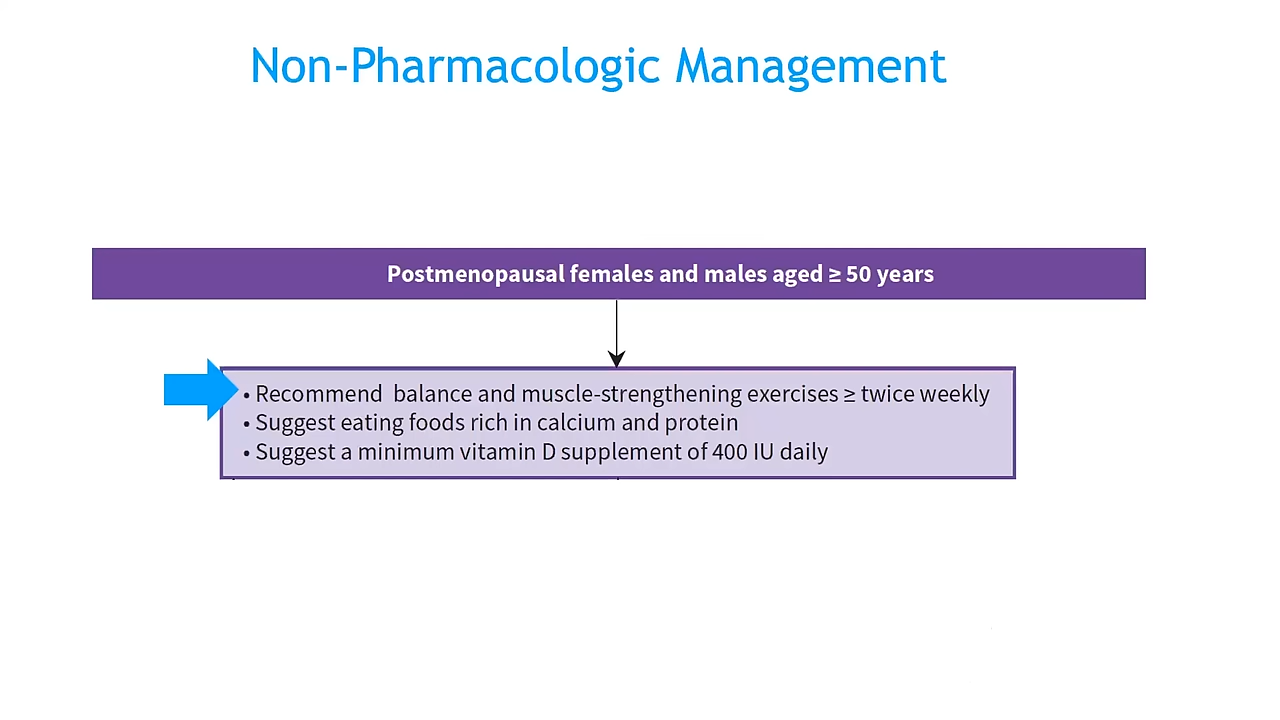 Non-Pharmacologic Management
Postmenopausal females and males aged ≥ 50 years
• Recommend balance and muscle-strengthening exercises ≥ twice weekly
• Suggest eating foods rich in calcium and protein
• Suggest a minimum vitamin D supplement of 400 IU daily